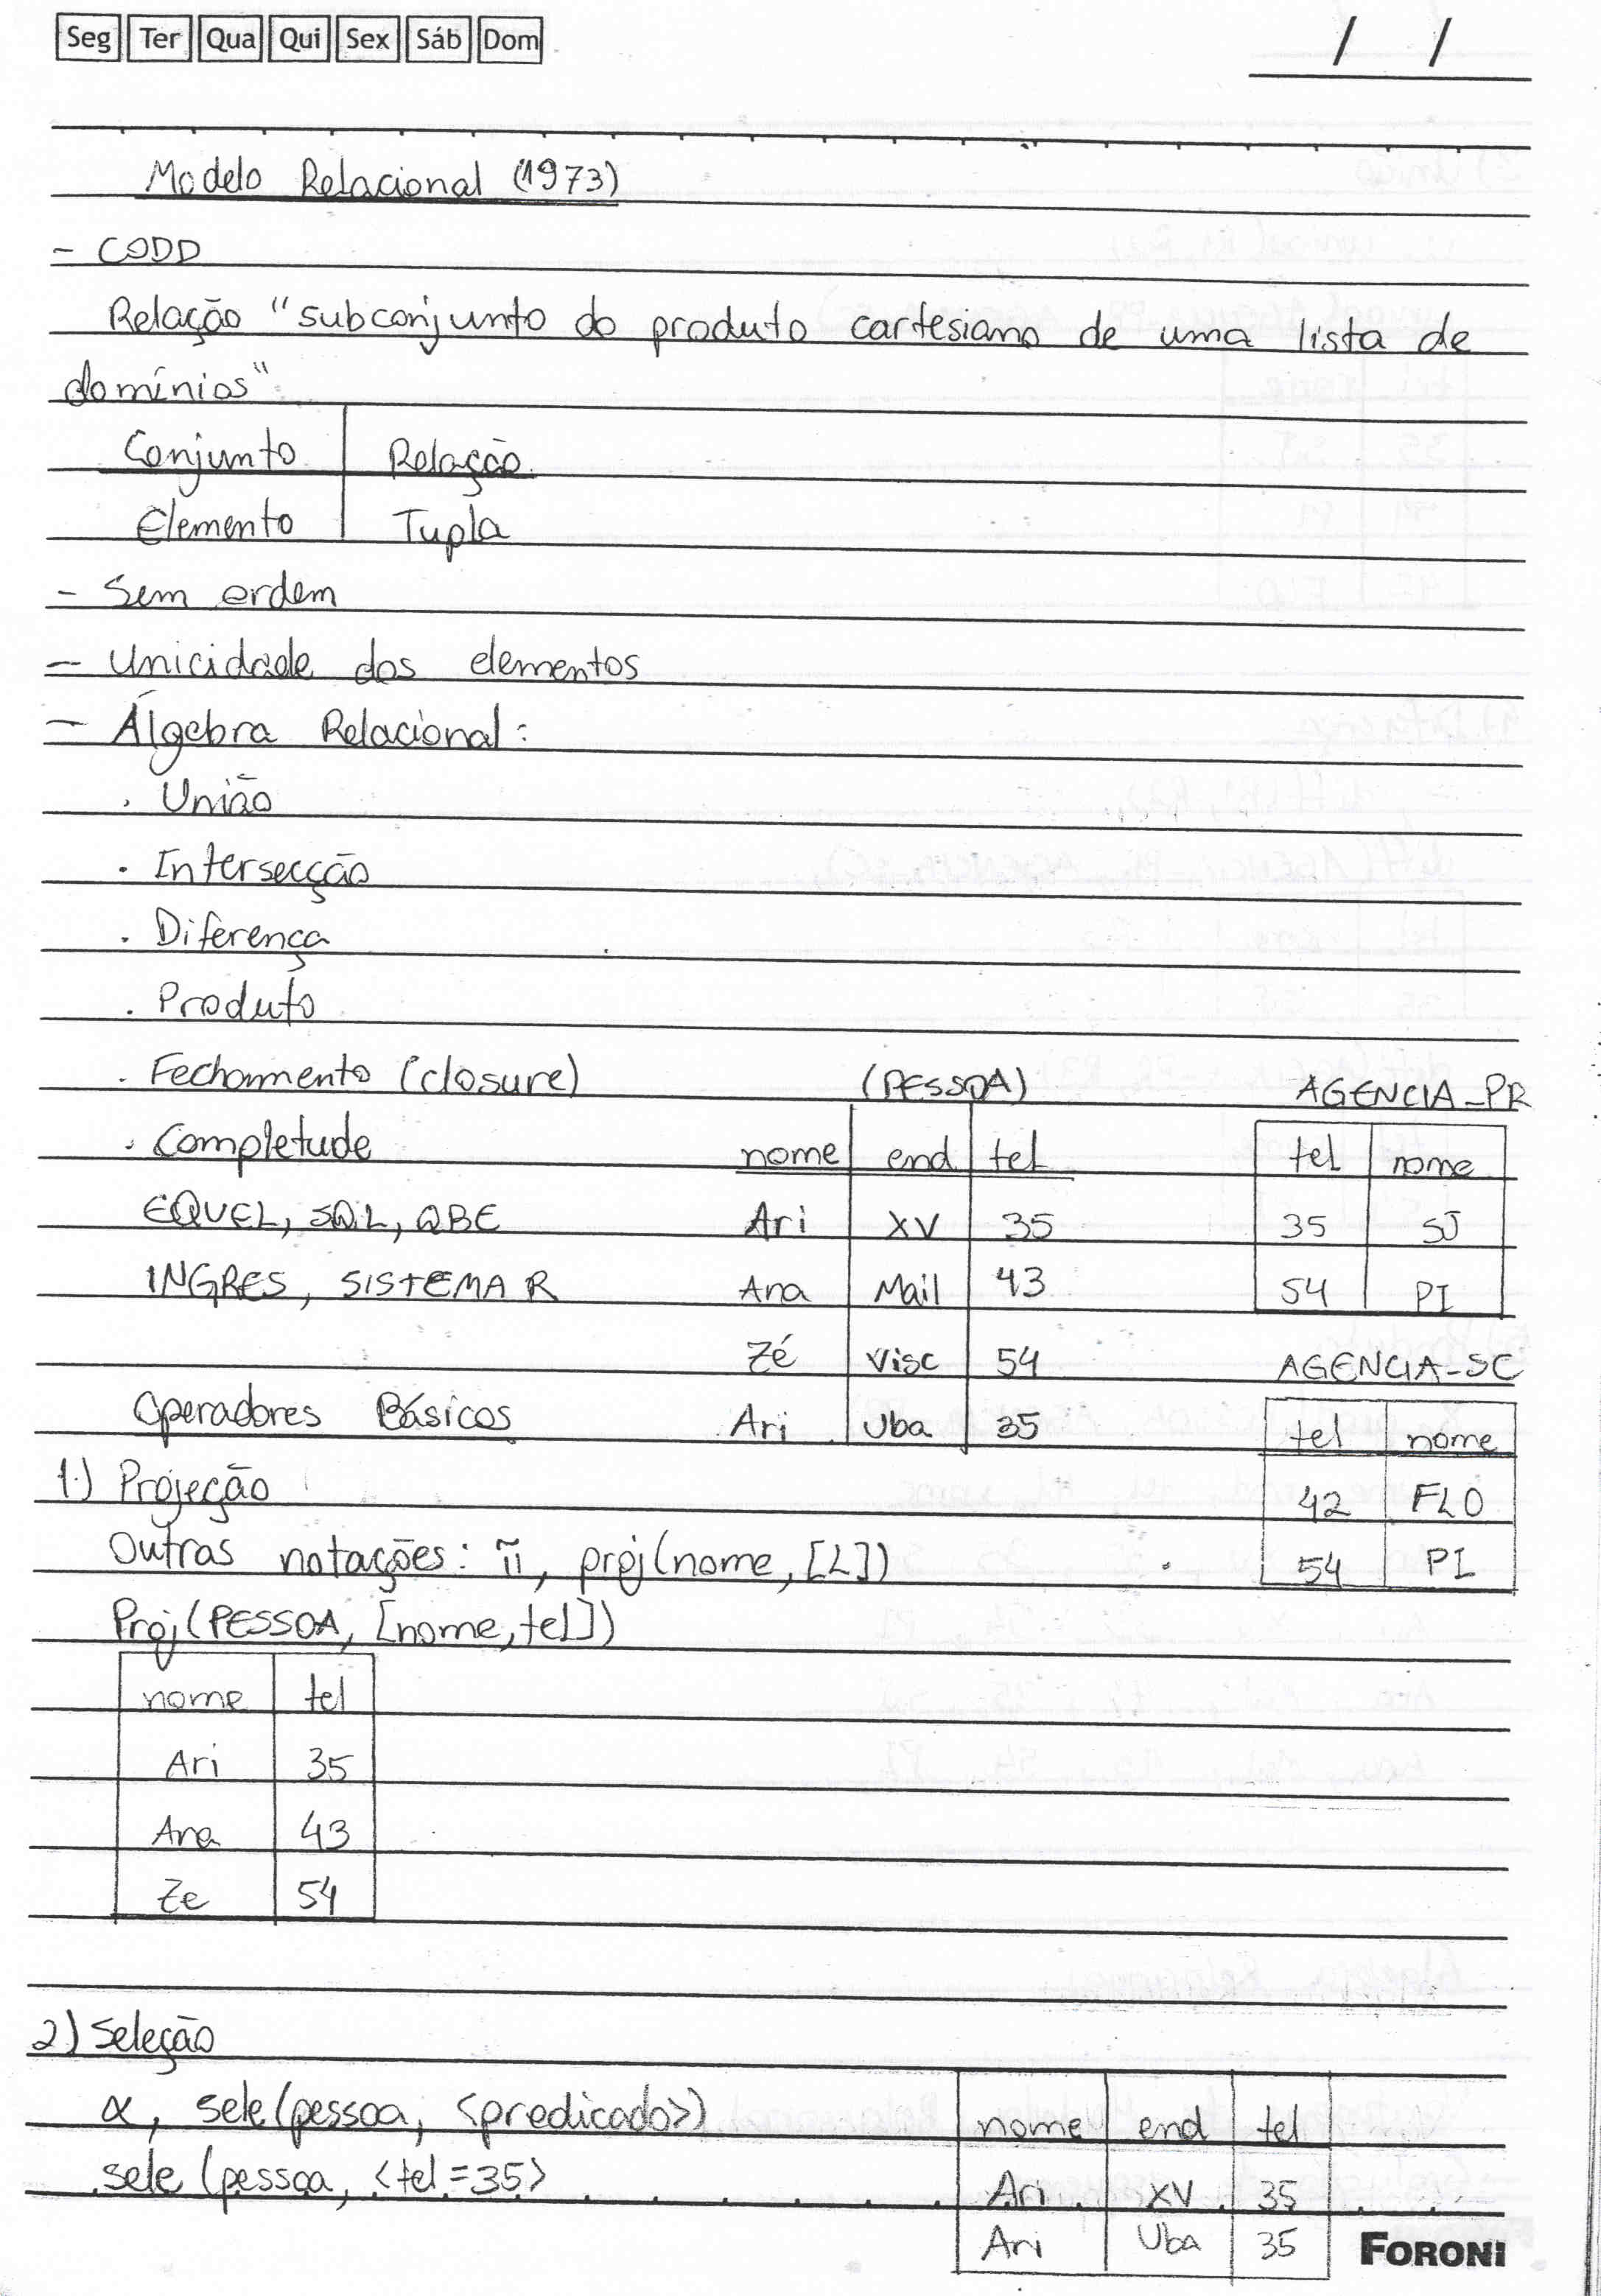 Seg Ter Qua Qui Sex Sáb Dom
/ /
Modelo Relacional (1973)
- CODD
Relação "subconjunto do produto cartesiano de uma lista de
domínios"
Conjunto Relação
Elemento Tupla
- Sem ordem
- Unicidade dos elementos
- Álgebra Relacional:
. União
. Intersecção
. Diferença
. Produto
. Fechamento (closure)
. Completude
EQUEL, SQL, QBE
INGRES, SISTEMA R
(PESSOA)
nome end tel
Ari XV 35
Ana Mail 43
Zé Visc 54
Ari Uba 35
AGENCIA_PR
tel nome
35 SJ
54 PI
AGENCIA_SC
tel nome
42 FLO
54 PI
Operadores Básicos
1) Projeção
Outras notações: π, proj(nome, [L])
Proj(PESSOA, [nome, tel])
nome tel
Ari 35
Ana 43
Ze 54
2) Seleção
α, sele(pessoa, <predicado>)
sele (pessoa, <tel = 35>
nome end tel
Ari XV 35
Ari Uba 35
FORONI